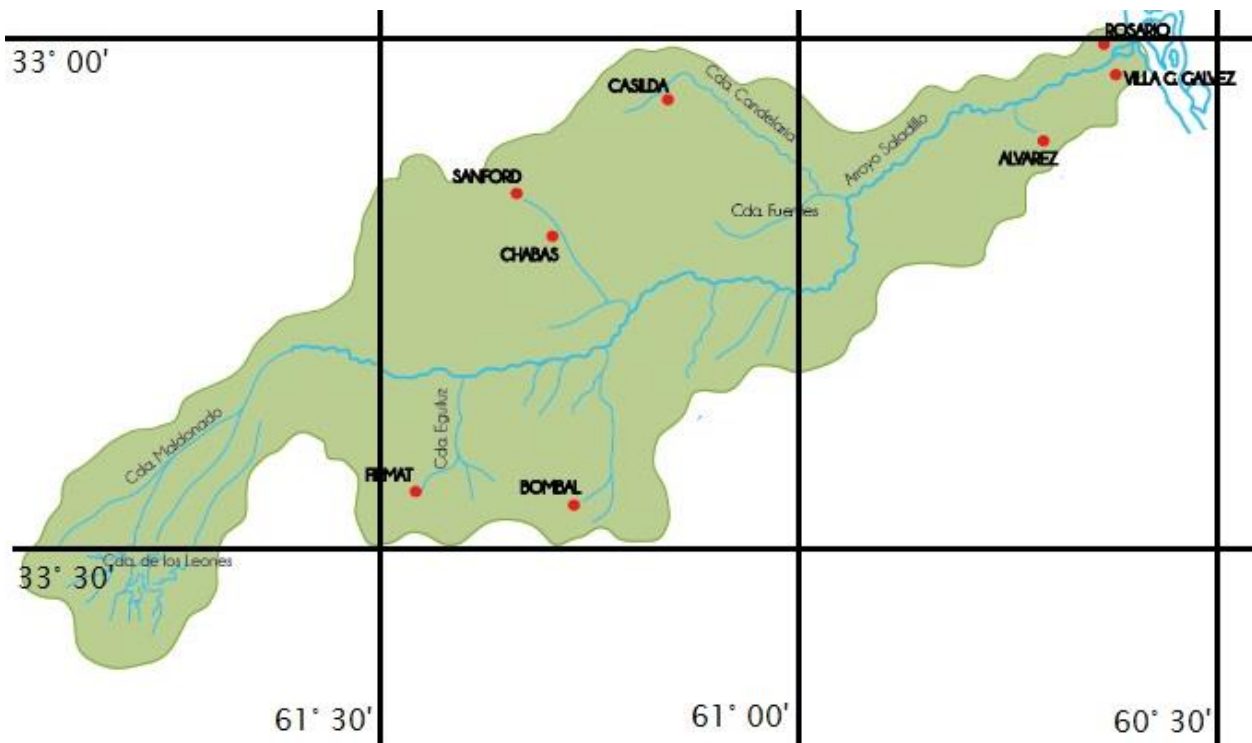 ROSARIO
33° 00'
VILLA G. GALVEZ
CASILDA
Cda. Candelaria
Arroyo Saladillo
ALVAREZ
SANFORD
Cda. Fuentes
CHABAS
Cda. Maldonado
Cda. Eguiluz
FIRMAT
BOMBAL
Cda. de los Leones
33° 30'
61° 30'
61° 00'
60° 30'